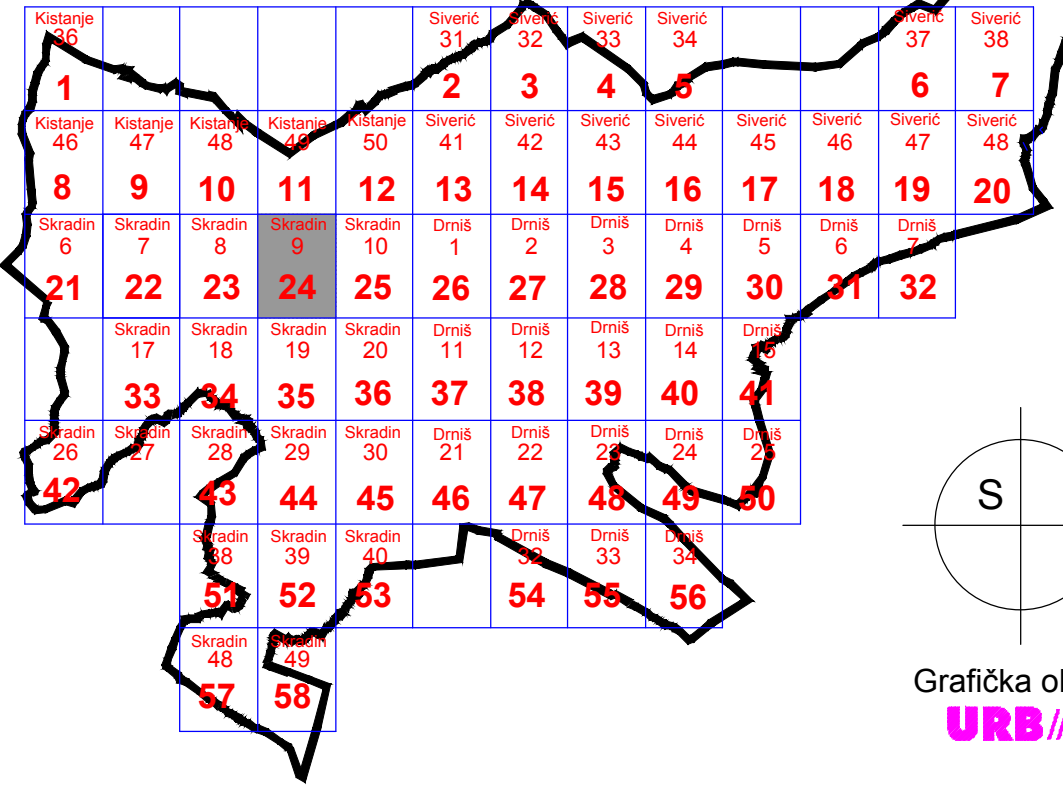 Kistanje Siverić Siverić Siverić Siverić Siverić Siverić
36 31 32 33 34 37 38
1 2 3 4 5 6 7
Kistanje Kistanje Kistanje Kistanje Kistanje Siverić Siverić Siverić Siverić Siverić Siverić Siverić Siverić
46 47 48 49 50 41 42 43 44 45 46 47 48
8 9 10 11 12 13 14 15 16 17 18 19 20
Skradin Skradin Skradin Skradin Skradin Drniš Drniš Drniš Drniš Drniš Drniš Drniš
6 7 8 9 10 1 2 3 4 5 6 7
21 22 23 24 25 26 27 28 29 30 31 32
Skradin Skradin Skradin Skradin Drniš Drniš Drniš Drniš Drniš
17 18 19 20 11 12 13 14 15
33 34 35 36 37 38 39 40 41
Skradin Skradin Skradin Skradin Skradin Drniš Drniš Drniš Drniš Drniš
26 27 28 29 30 21 22 23 24 25
42 43 44 45 46 47 48 49 50
Skradin Skradin Skradin Drniš Drniš Drniš
38 39 40 32 33 34
51 52 53 54 55 56
Skradin Skradin
48 49
57 58
S
Grafička
URB//